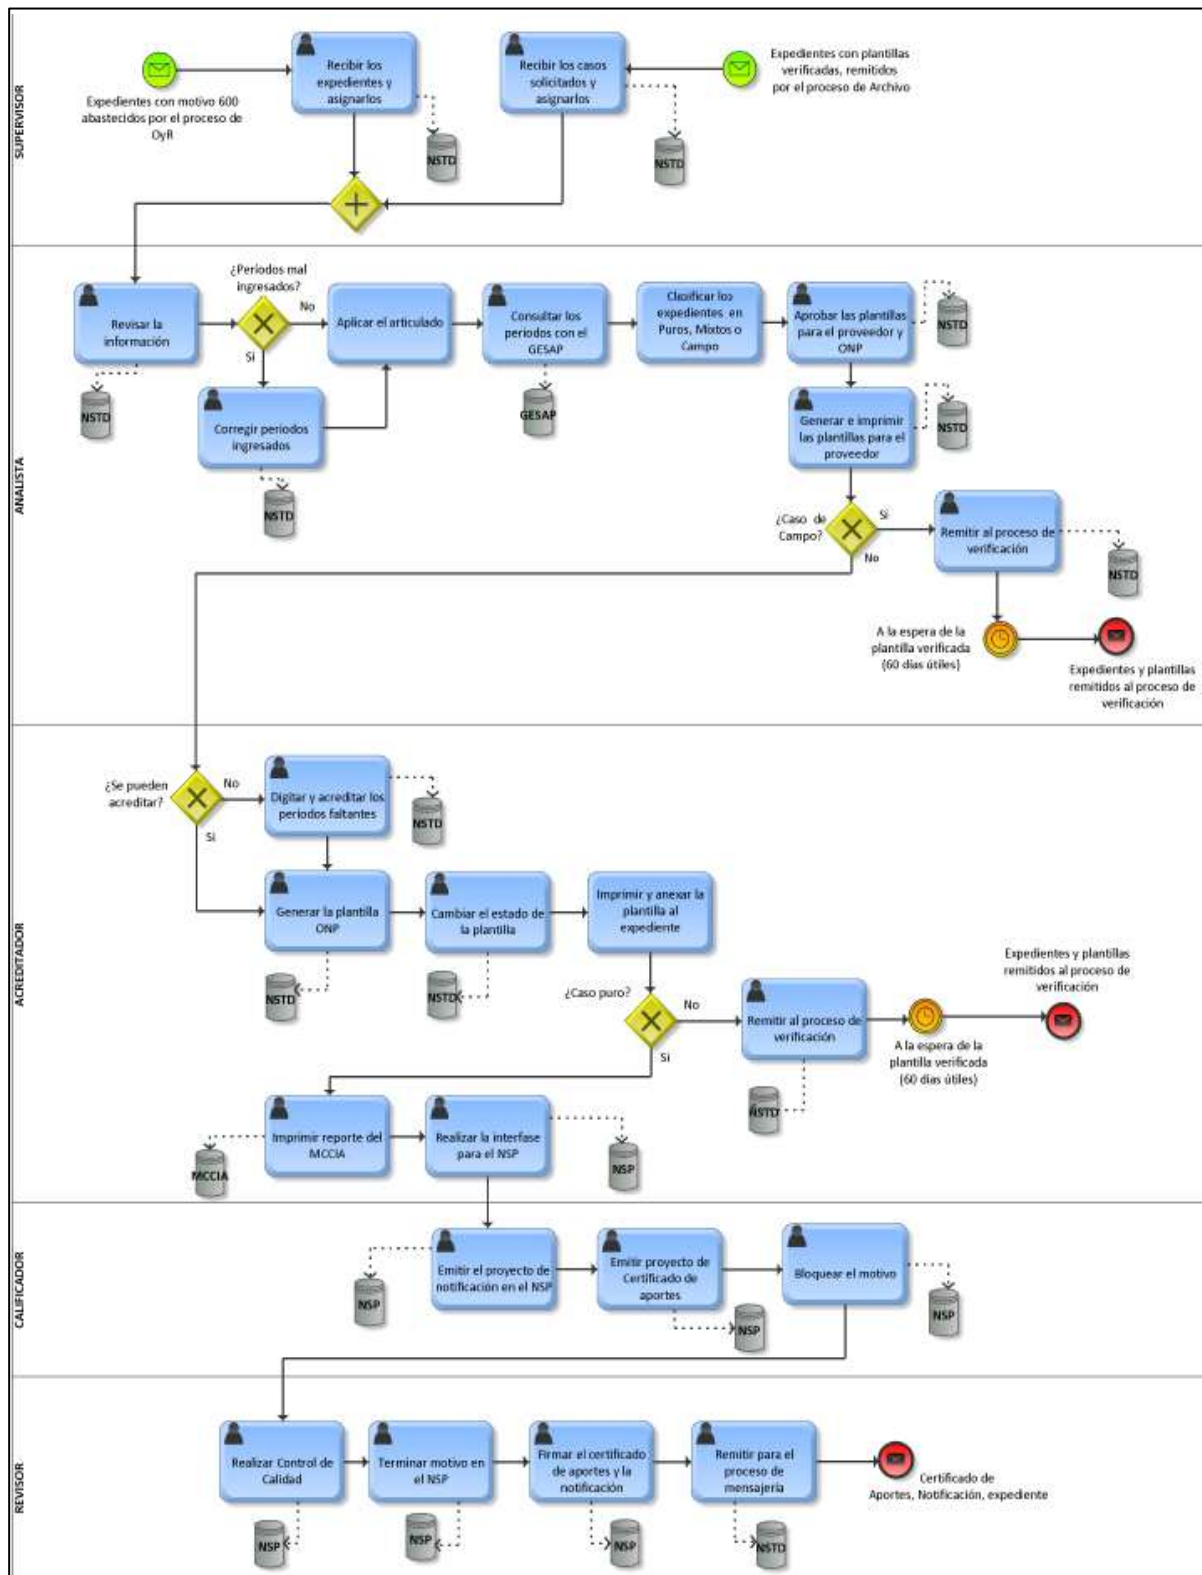 SUPERVISOR
Expedientes con motivo 600
abastecidos por el proceso de
OyR
Recibir los
expedientes y
asignarlos
NSTD
Recibir los casos
solicitados y
asignarlos
NSTD
Expedientes con plantillas
verificadas, remitidos
por el proceso de Archivo
ANALISTA
Revisar la
información
NSTD
¿Períodos mal
ingresados?
No
Si
Corregir periodos
ingresados
NSTD
Aplicar el articulado
Consultar los
periodos con el
GESAP
GESAP
Clasificar los
expedientes en
Puros, Mixtos o
Campo
Aprobar las plantillas
para el proveedor y
ONP
NSTD
Generar e imprimir
las plantillas para el
proveedor
NSTD
¿Caso de
Campo?
Si
No
Remitir al proceso de
verificación
NSTD
A la espera de la
plantilla verificada
(60 días útiles)
Expedientes y plantillas
remitidos al proceso de
verificación
ACREDITADOR
¿Se pueden
acreditar?
No
Si
Digitar y acreditar los
periodos faltantes
NSTD
Generar la plantilla
ONP
NSTD
Cambiar el estado de
la plantilla
NSTD
Imprimir y anexar la
plantilla al
expediente
¿Caso puro?
No
Si
Remitir al proceso de
verificación
NSTD
A la espera de la
plantilla verificada
(60 días útiles)
Expedientes y plantillas
remitidos al proceso de
verificación
Imprimir reporte del
MCCIA
MCCIA
Realizar la interfase
para el NSP
NSP
CALIFICADOR
Emitir el proyecto de
notificación en el NSP
NSP
Emitir proyecto de
Certificado de
aportes
NSP
Bloquear el motivo
NSP
REVISOR
Realizar Control de
Calidad
NSP
Terminar motivo en
el NSP
NSP
Firmar el certificado
de aportes y la
notificación
NSP
Remitir para el
proceso de
mensajería
NSTD
Certificado de
Aportes, Notificación, expediente